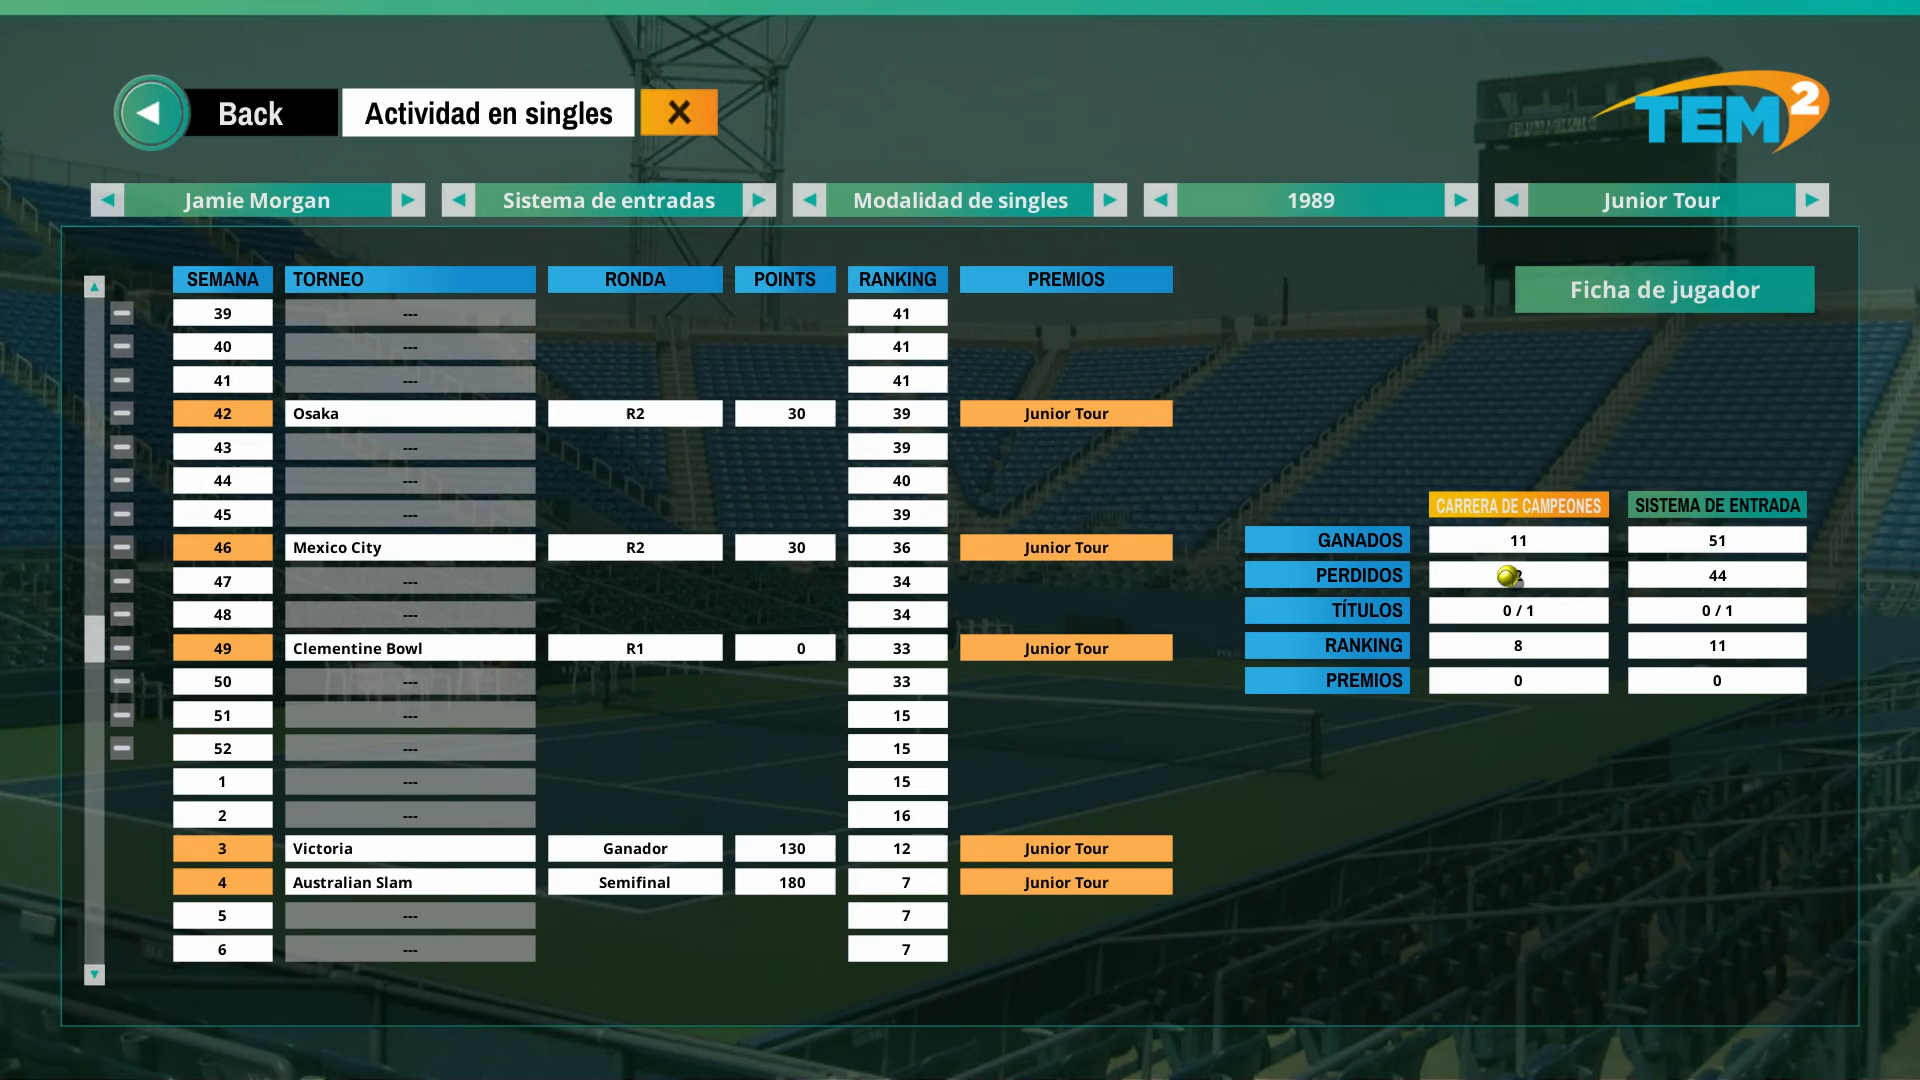 Back
Actividad en singles
TEM2
Jamie Morgan
Sistema de entradas
Modalidad de singles
1989
Junior Tour
SEMANA TORNEO RONDA POINTS RANKING PREMIOS
Ficha de jugador
39 --- 41
40 --- 41
41 --- 41
42 Osaka R2 30 39 Junior Tour
43 --- 39
44 --- 40
45 --- 39
46 Mexico City R2 30 36 Junior Tour
47 --- 34
48 --- 34
49 Clementine Bowl R1 0 33 Junior Tour
50 --- 33
51 --- 15
52 --- 15
1 --- 15
2 --- 16
3 Victoria Ganador 130 12 Junior Tour
4 Australian Slam Semifinal 180 7 Junior Tour
5 --- 7
6 --- 7
CARRERA DE CAMPEONES SISTEMA DE ENTRADA
GANADOS 11 51
PERDIDOS 44
TÍTULOS 0 / 1 0 / 1
RANKING 8 11
PREMIOS 0 0